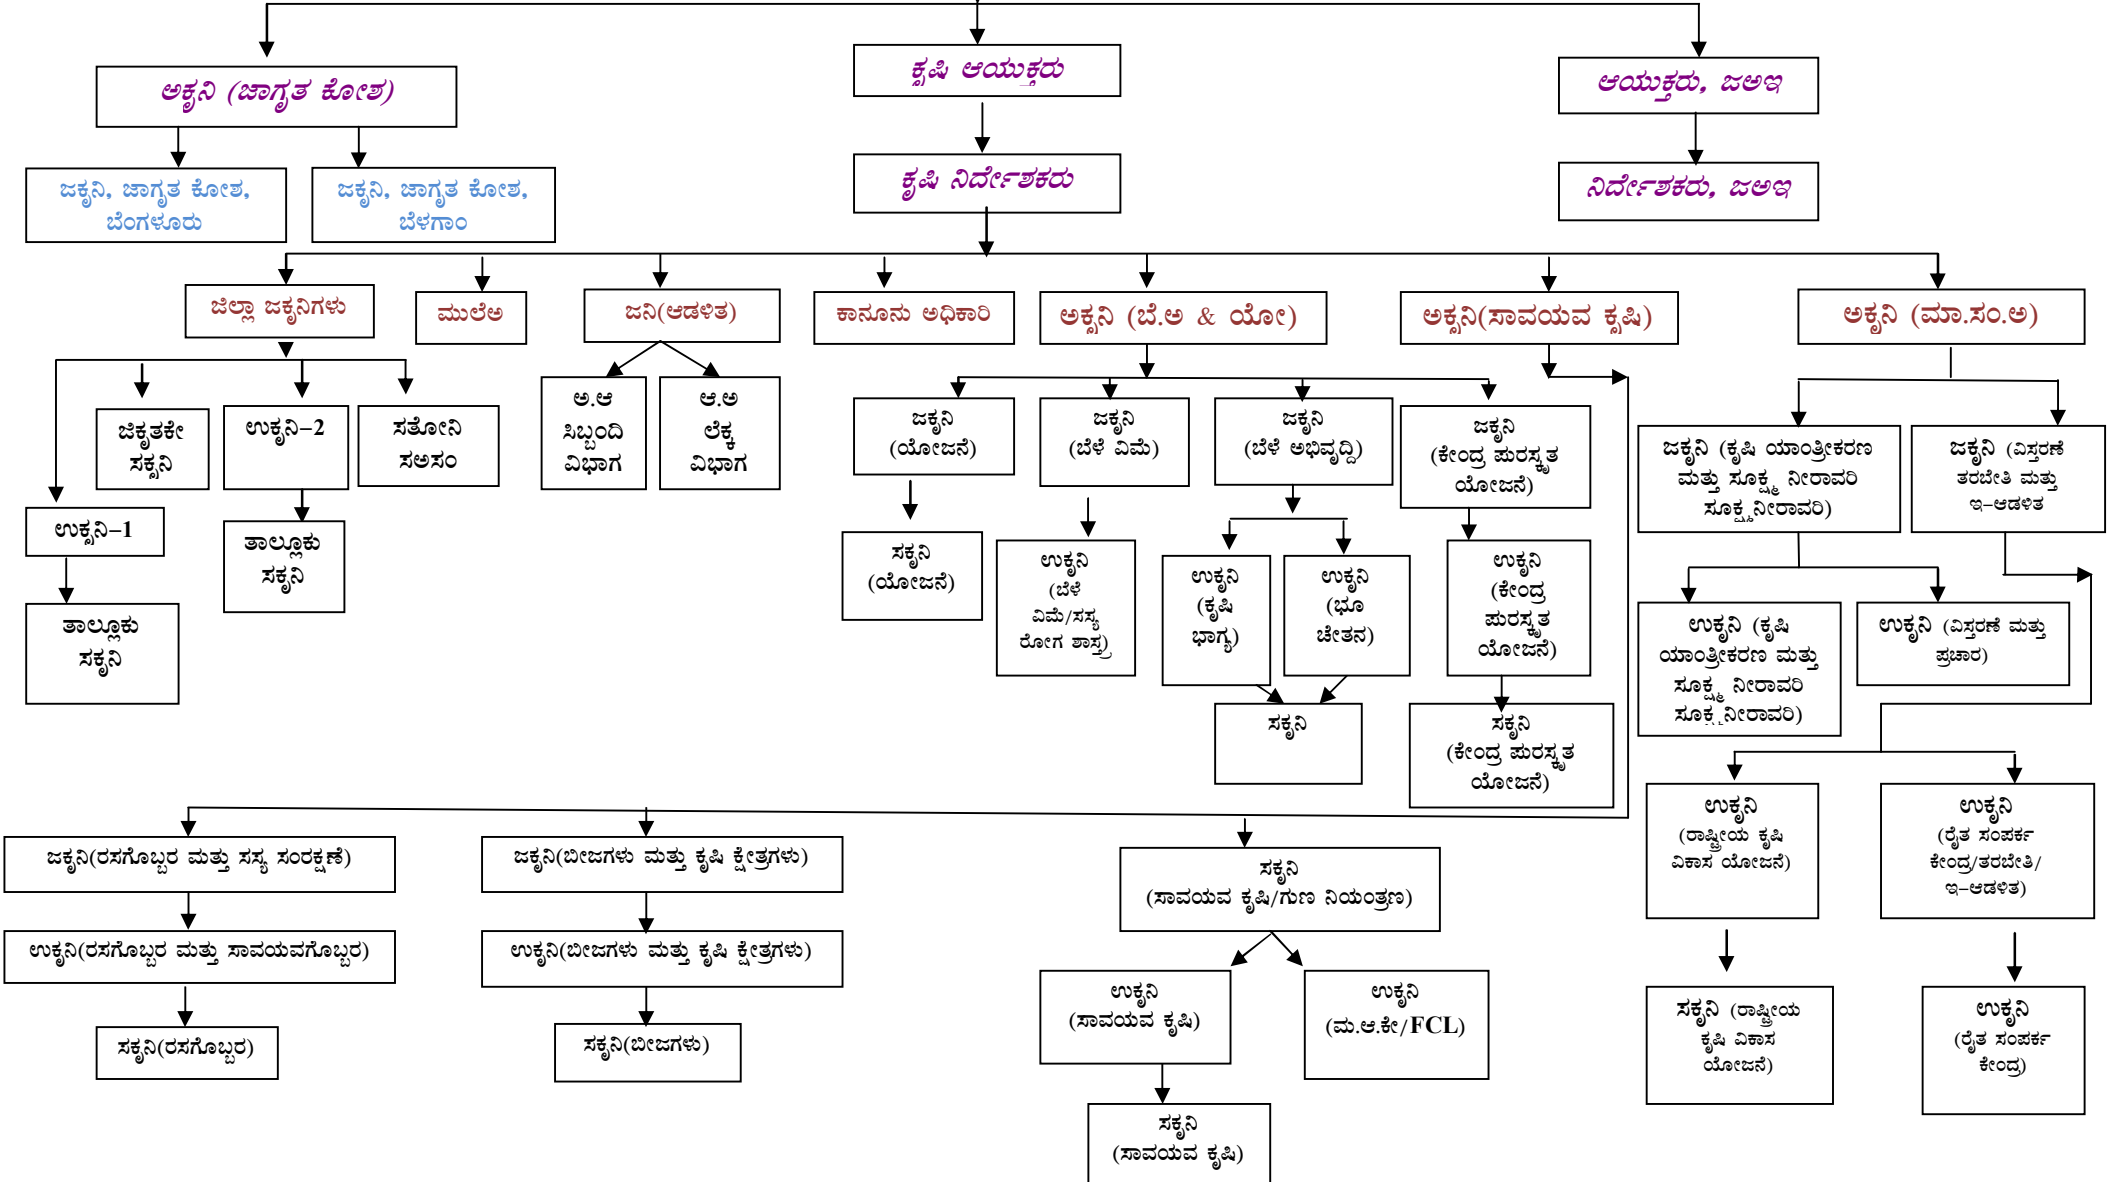 ಅಕೃನಿ (ಜಾಗೃತ ಕೋಶ)
ಕೃಷಿ ಆಯುಕ್ತರು
ಆಯುಕ್ತರು, ಜಅಇ
ಜಕೃನಿ, ಜಾಗೃತ ಕೋಶ,
ಬೆಂಗಳೂರು
ಜಕೃನಿ, ಜಾಗೃತ ಕೋಶ,
ಬೆಳಗಾಂ
ಕೃಷಿ ನಿರ್ದೇಶಕರು
ನಿರ್ದೇಶಕರು, ಜಅಇ
ಜಿಲ್ಲಾ ಜಕೃನಿಗಳು
ಮುಲೆಅ
ಜನಿ(ಆಡಳಿತ)
ಕಾನೂನು ಅಧಿಕಾರಿ
ಅಕೃನಿ (ಬೆ.ಅ & ಯೋ)
ಅಕೃನಿ(ಸಾವಯವ ಕೃಷಿ)
ಅಕೃನಿ (ಮಾ.ಸಂ.ಅ)
ಜಿಕೃತಕೇ
ಸಕೃನಿ
ಉಕೃನಿ–2
ಸತೋನಿ
ಸಅಸಂ
ಅ.ಆ
ಸಿಬ್ಬಂದಿ
ವಿಭಾಗ
ಆ.ಅ
ಲೆಕ್ಕ
ವಿಭಾಗ
ಜಕೃನಿ
(ಯೋಜನೆ)
ಜಕೃನಿ
(ಬೆಳೆ ವಿಮೆ)
ಜಕೃನಿ
(ಬೆಳೆ ಅಭಿವೃದ್ದಿ)
ಜಕೃನಿ
(ಕೇಂದ್ರ ಪುರಸ್ಕೃತ
ಯೋಜನೆ)
ಜಕೃನಿ (ಕೃಷಿ ಯಾಂತ್ರೀಕರಣ
ಮತ್ತು ಸೂಕ್ಷ್ಮ ನೀರಾವರಿ
ಸೂಕ್ಷ್ಮನೀರಾವರಿ)
ಜಕೃನಿ (ವಿಸ್ತರಣೆ
ತರಬೇತಿ ಮತ್ತು
ಇ–ಆಡಳಿತ
ಉಕೃನಿ–1
ತಾಲ್ಲೂಕು
ಸಕೃನಿ
ತಾಲ್ಲೂಕು
ಸಕೃನಿ
ಸಕೃನಿ
(ಯೋಜನೆ)
ಉಕೃನಿ
(ಬೆಳೆ
ವಿಮೆ/ಸಸ್ಯ
ರೋಗ ಶಾಸ್ತ್ರ)
ಉಕೃನಿ
(ಕೃಷಿ
ಭಾಗ್ಯ)
ಉಕೃನಿ
(ಭೂ
ಚೇತನ)
ಉಕೃನಿ
(ಕೇಂದ್ರ
ಪುರಸ್ಕೃತ
ಯೋಜನೆ)
ಉಕೃನಿ (ಕೃಷಿ
ಯಾಂತ್ರೀಕರಣ ಮತ್ತು
ಸೂಕ್ಷ್ಮ ನೀರಾವರಿ
ಸೂಕ್ಷ್ಮನೀರಾವರಿ)
ಉಕೃನಿ (ವಿಸ್ತರಣೆ ಮತ್ತು
ಪ್ರಚಾರ)
ಸಕೃನಿ
ಸಕೃನಿ
(ಕೇಂದ್ರ ಪುರಸ್ಕೃತ
ಯೋಜನೆ)
ಉಕೃನಿ
(ರಾಷ್ಟ್ರೀಯ ಕೃಷಿ
ವಿಕಾಸ ಯೋಜನೆ)
ಉಕೃನಿ
(ರೈತ ಸಂಪರ್ಕ
ಕೇಂದ್ರ/ತರಬೇತಿ/
ಇ–ಆಡಳಿತ)
ಜಕೃನಿ(ರಸಗೊಬ್ಬರ ಮತ್ತು ಸಸ್ಯ ಸಂರಕ್ಷಣೆ)
ಜಕೃನಿ(ಬೀಜಗಳು ಮತ್ತು ಕೃಷಿ ಕ್ಷೇತ್ರಗಳು)
ಸಕೃನಿ
(ಸಾವಯವ ಕೃಷಿ/ಗುಣ ನಿಯಂತ್ರಣ)
ಉಕೃನಿ(ರಸಗೊಬ್ಬರ ಮತ್ತು ಸಾವಯವಗೊಬ್ಬರ)
ಉಕೃನಿ(ಬೀಜಗಳು ಮತ್ತು ಕೃಷಿ ಕ್ಷೇತ್ರಗಳು)
ಉಕೃನಿ
(ಸಾವಯವ ಕೃಷಿ)
ಉಕೃನಿ
(ಮ.ಆ.ಕೇ/FCL)
ಸಕೃನಿ (ರಾಷ್ಟ್ರೀಯ
ಕೃಷಿ ವಿಕಾಸ
ಯೋಜನೆ)
ಉಕೃನಿ
(ರೈತ ಸಂಪರ್ಕ
ಕೇಂದ್ರ)
ಸಕೃನಿ(ರಸಗೊಬ್ಬರ)
ಸಕೃನಿ(ಬೀಜಗಳು)
ಸಕೃನಿ
(ಸಾವಯವ ಕೃಷಿ)